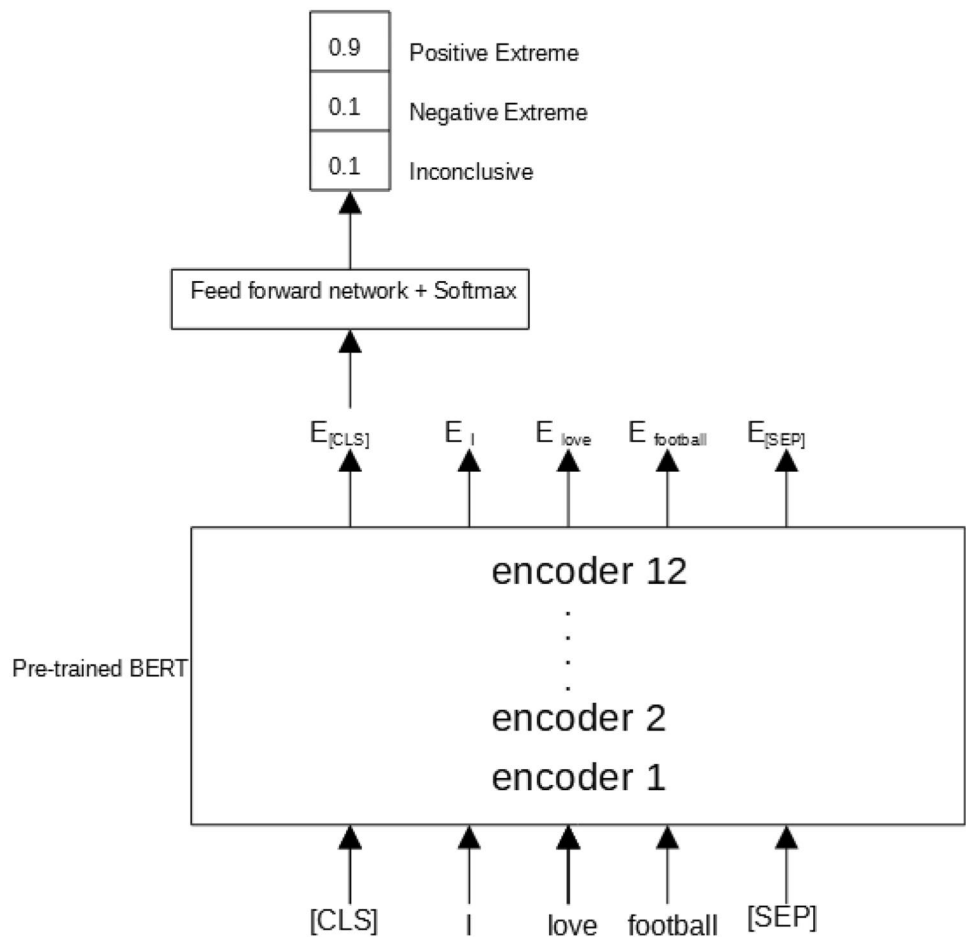 0.9 Positive Extreme
0.1 Negative Extreme
0.1 Inconclusive
Feed forward network + Softmax
E[CLS] E I E love E football E[SEP]
encoder 12
Pre-trained BERT
encoder 2
encoder 1
[CLS] I love football [SEP]